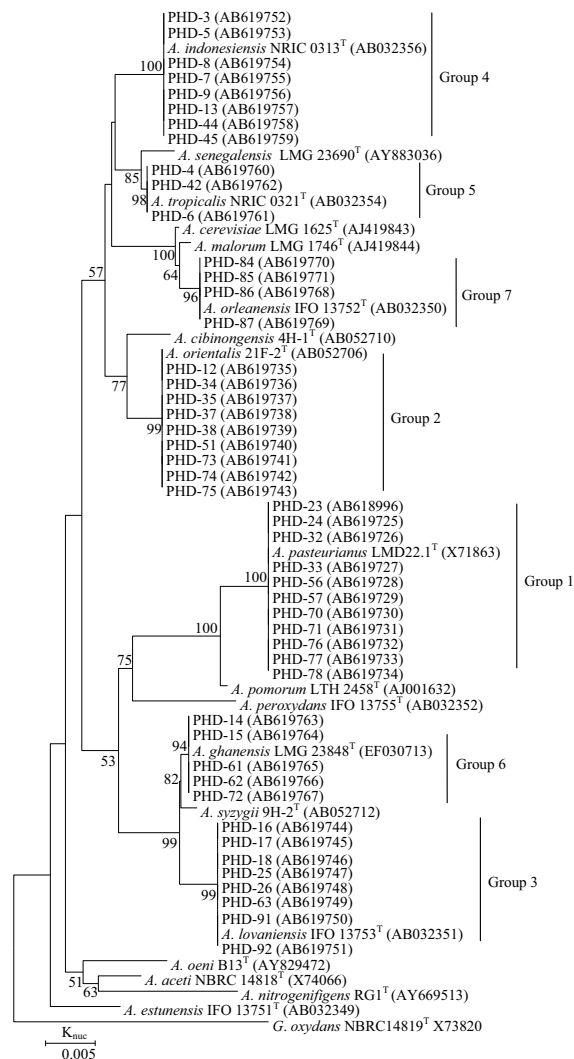 PHD-3 (AB619752)
PHD-5 (AB619753)
A. indonesiensis NRIC 0313T (AB032356)
PHD-8 (AB619754)
PHD-7 (AB619755)
100
Group 4
PHD-9 (AB619756)
PHD-13 (AB619757)
PHD-44 (AB619758)
PHD-45 (AB619759)
A. senegalensis LMG 23690T (AY883036)
PHD-4 (AB619760)
85
PHD-42 (AB619762)
Group 5
98
A. tropicalis NRIC 0321T (AB032354)
PHD-6 (AB619761)
A. cerevisiae LMG 1625T (AJ419843)
A. malorum LMG 1746T (AJ419844)
100
PHD-84 (AB619770)
57
64
PHD-85 (AB619771)
PHD-86 (AB619768)
Group 7
96
A. orleanensis IFO 13752T (AB032350)
PHD-87 (AB619769)
A. cibinongensis 4H-1T (AB052710)
A. orientalis 21F-2T (AB052706)
PHD-12 (AB619735)
77
PHD-34 (AB619736)
PHD-35 (AB619737)
PHD-37 (AB619738)
Group 2
99
PHD-38 (AB619739)
PHD-51 (AB619740)
PHD-73 (AB619741)
PHD-74 (AB619742)
PHD-75 (AB619743)
PHD-23 (AB618996)
PHD-24 (AB619725)
PHD-32 (AB619726)
A. pasteurianus LMD22.1T (X71863)
PHD-33 (AB619727)
100
PHD-56 (AB619728)
Group 1
PHD-57 (AB619729)
PHD-70 (AB619730)
100
PHD-71 (AB619731)
PHD-76 (AB619732)
PHD-77 (AB619733)
75
PHD-78 (AB619734)
A. pomorum LTH 2458T (AJ001632)
A. peroxydans IFO 13755T (AB032352)
PHD-14 (AB619763)
PHD-15 (AB619764)
94
A. ghanensis LMG 23848T (EF030713)
53
PHD-61 (AB619765)
Group 6
82
PHD-62 (AB619766)
PHD-72 (AB619767)
A. syzygii 9H-2T (AB052712)
PHD-16 (AB619744)
99
PHD-17 (AB619745)
PHD-18 (AB619746)
PHD-25 (AB619747)
99
PHD-26 (AB619748)
Group 3
PHD-63 (AB619749)
PHD-91 (AB619750)
A. lovaniensis IFO 13753T (AB032351)
PHD-92 (AB619751)
A. oeni B13T (AY829472)
51
A. aceti NBRC 14818T (X74066)
63
A. nitrogenifigens RG1T (AY669513)
A. estunensis IFO 13751T (AB032349)
G. oxydans NBRC14819T X73820
Knuc
0.005